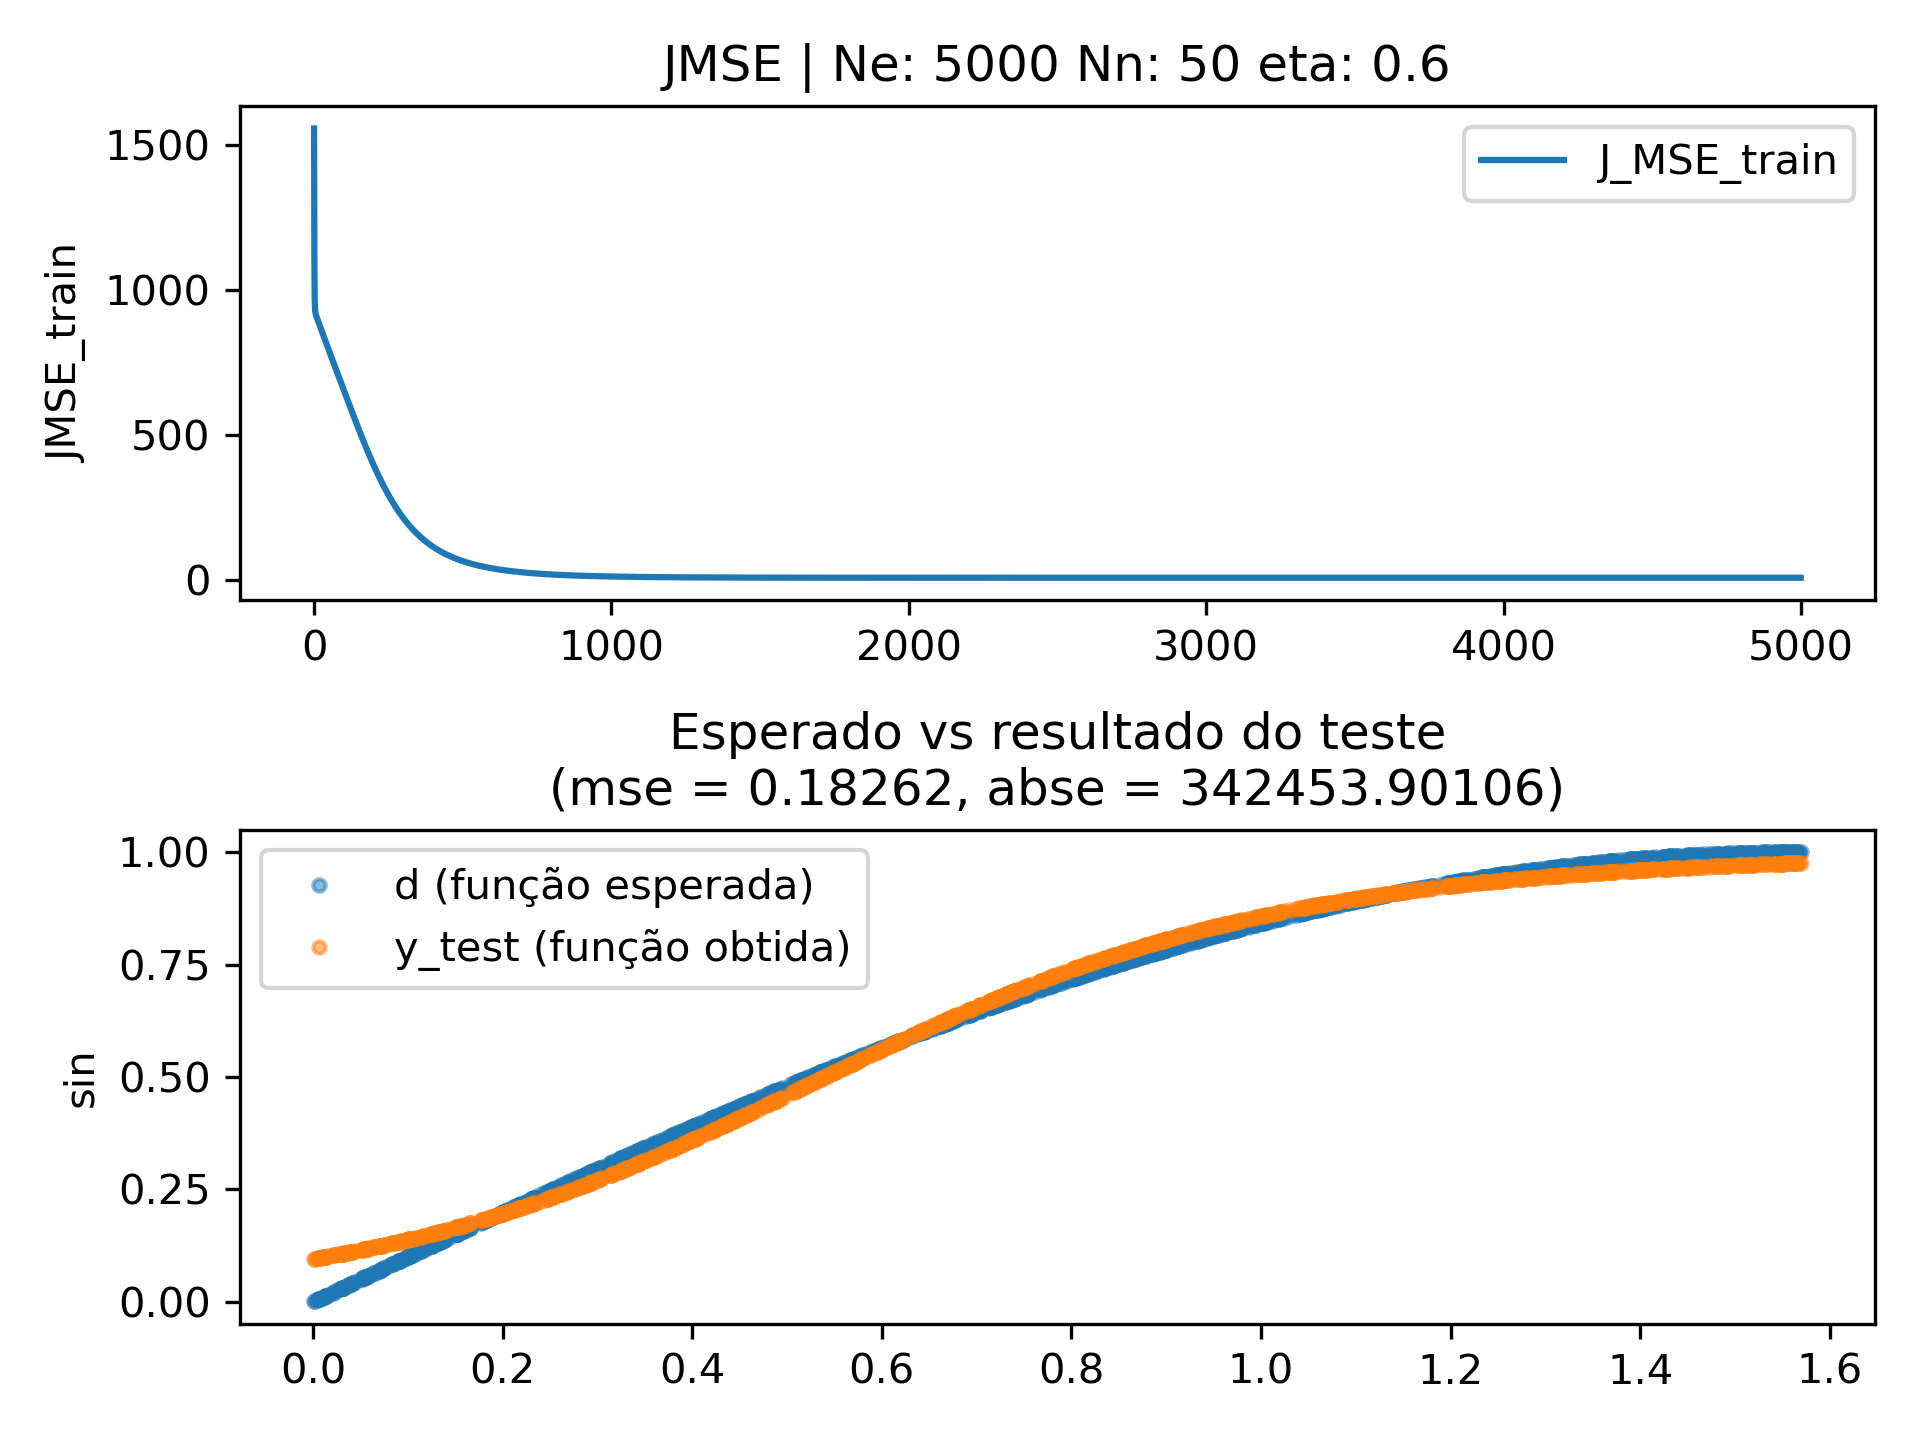 JMSE | Ne: 5000 Nn: 50 eta: 0.6
1500
1000
500
0
JMSE_train
J_MSE_train
0 1000 2000 3000 4000 5000
Esperado vs resultado do teste
(mse = 0.18262, abse = 342453.90106)
1.00
0.75
0.50
0.25
0.00
sin
d (função esperada)
y_test (função obtida)
0.0 0.2 0.4 0.6 0.8 1.0 1.2 1.4 1.6